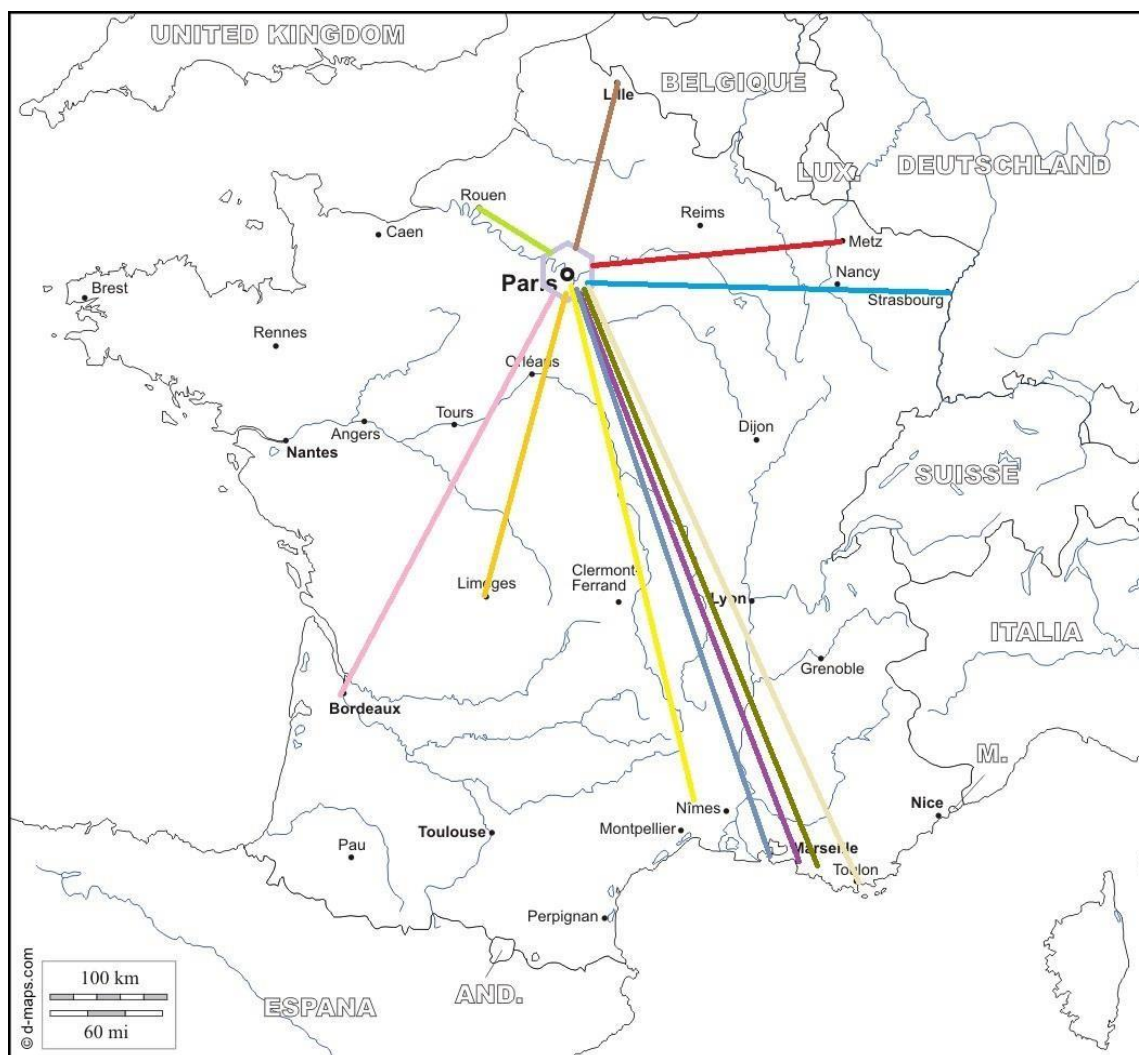 UNITED KINGDOM
BELGIQUE
Lille
DEUTSCHLAND
LUX.
Rouen
Reims
Caen
Metz
Paris
Nancy
Brest
Strasbourg
Rennes
Orléans
Tours
Angers
Dijon
Nantes
SUISSE
Limoges
Clermont-
Ferrand
Lyon
ITALIA
Grenoble
Bordeaux
M.
Nice
Nîmes
Toulouse
Montpellier
Pau
Marseille
Toulon
Perpignan
© d-maps.com
100 km
60 mi
ESPANA
AND.